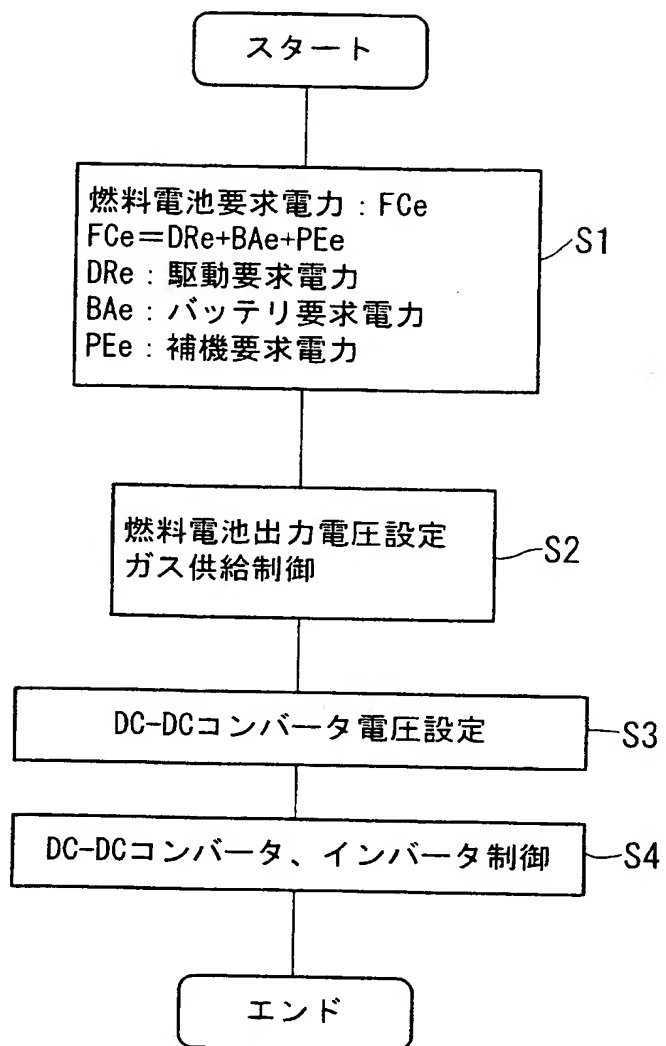 スタート
燃料電池要求電力：FCe
FCe=DRe+BAe+PEe
DRe：駆動要求電力
BAe：バッテリ要求電力
PEe：補機要求電力
S1
燃料電池出力電圧設定
ガス供給制御
S2
DC-DCコンバータ電圧設定
S3
DC-DCコンバータ、インバータ制御
S4
エンド